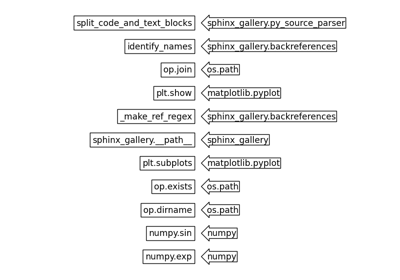 split_code_and_text_blocks sphinx_gallery.py_source_parser
identify_names sphinx_gallery.backreferences
op.join os.path
plt.show matplotlib.pyplot
_make_ref_regex sphinx_gallery.backreferences
sphinx_gallery.__path__ sphinx_gallery
plt.subplots matplotlib.pyplot
op.exists os.path
op.dirname os.path
numpy.sin numpy
numpy.exp numpy